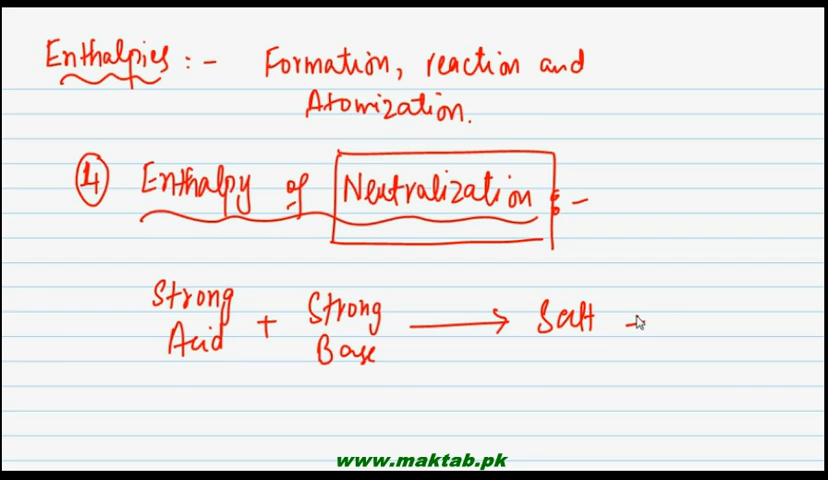 Enthalpies :- Formation, reaction and
Atomization.
4 Enthalpy of Neutralization :-
Strong Acid + Strong Base → Salt +
www.maktab.pk